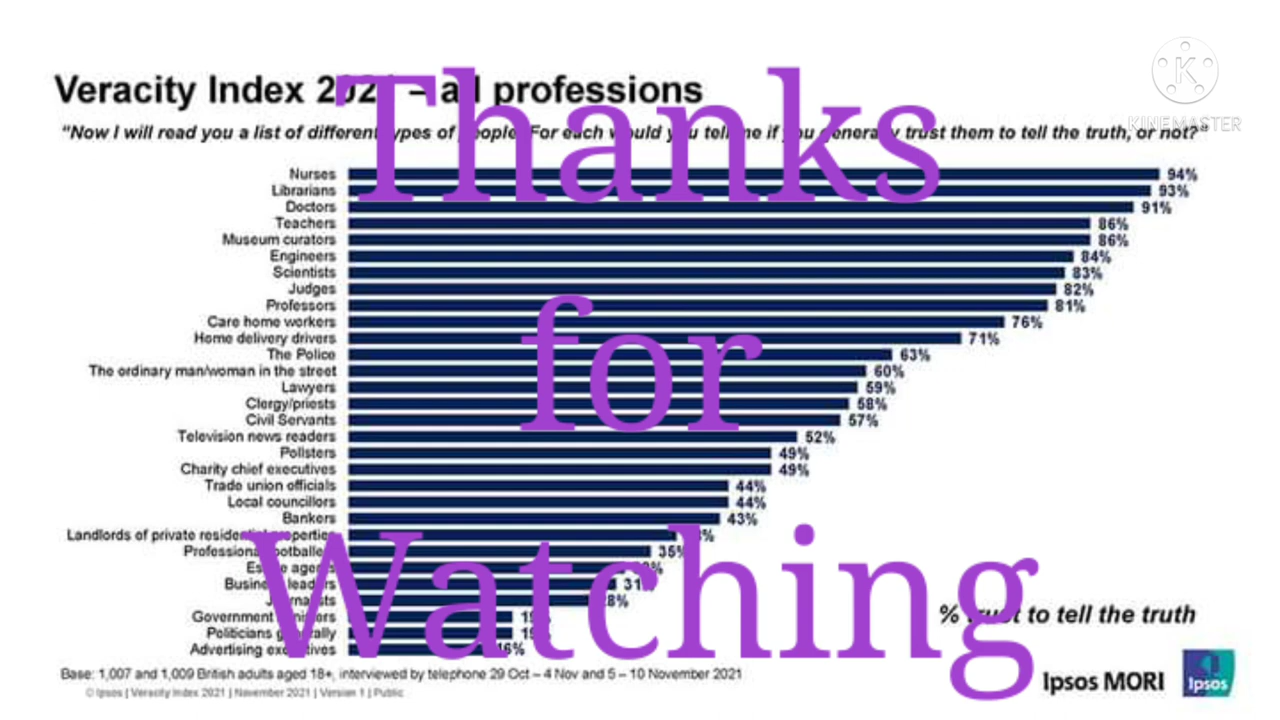 Veracity Index 2021 – all professions
"Now I will read you a list of different types of people. For each would you tell me if you generally trust them to tell the truth, or not?"
KINEMASTER
Thanks
for
Watching
Nurses 94%
Librarians 93%
Doctors 91%
Teachers 86%
Museum curators 86%
Engineers 84%
Scientists 83%
Judges 82%
Professors 81%
Care home workers 76%
Home delivery drivers 71%
The Police 63%
The ordinary man/woman in the street 60%
Lawyers 59%
Clergy/priests 58%
Civil Servants 57%
Television news readers 52%
Pollsters 49%
Charity chief executives 49%
Trade union officials 44%
Local councillors 44%
Bankers 43%
Landlords of private residential properties
Professional footballers 35%
Estate agents
Business leaders 31%
Journalists 28%
Government ministers 19%
Politicians generally 19%
Advertising executives 16%
% trust to tell the truth
Base: 1,007 and 1,009 British adults aged 18+, interviewed by telephone 29 Oct – 4 Nov and 5 – 10 November 2021
© Ipsos | Veracity Index 2021 | November 2021 | Version 1 | Public
Ipsos MORI
Ipsos